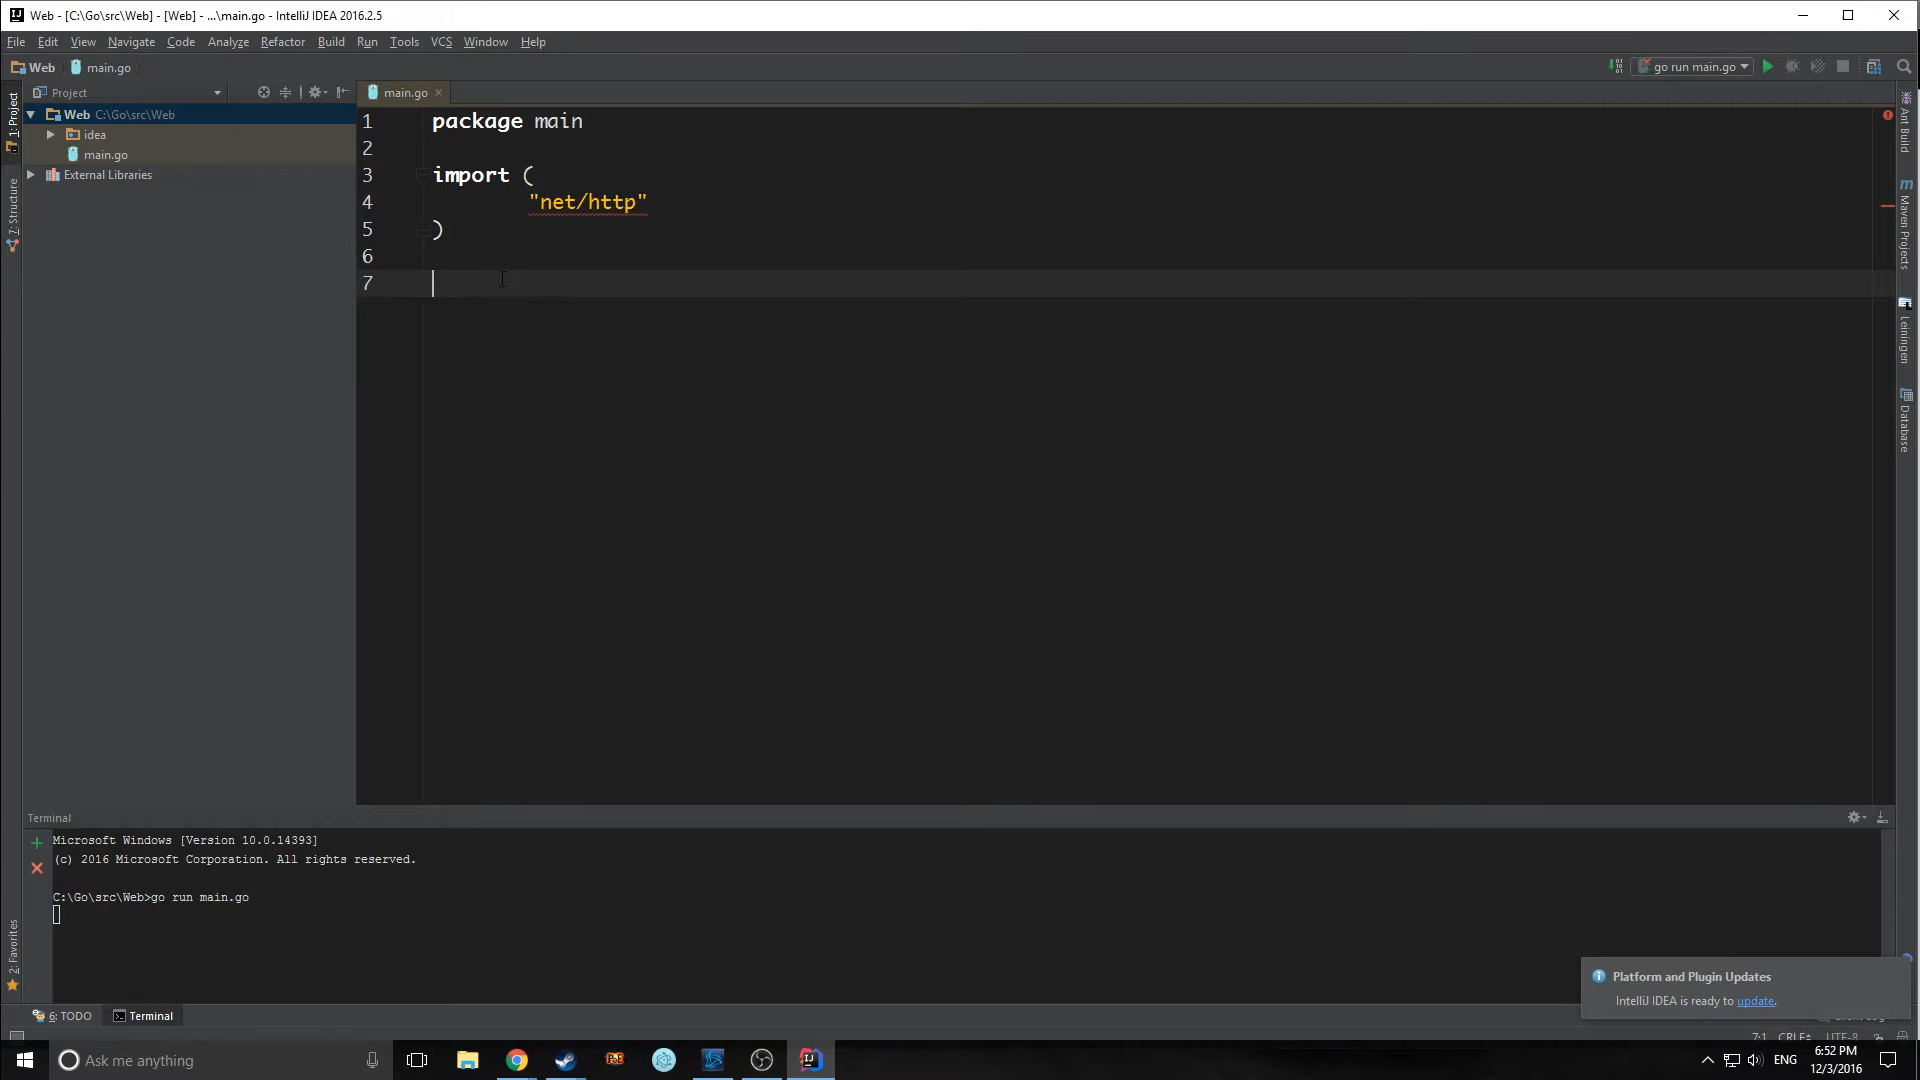 Web - [C:\Go\src\Web] - [Web] - ...\main.go - IntelliJ IDEA 2016.2.5
File Edit View Navigate Code Analyze Refactor Build Run Tools VCS Window Help
Web main.go
go run main.go
Project
main.go
1: Project
Web C:\Go\src\Web
idea
main.go
External Libraries
7: Structure
1 package main
2
3 import (
4 "net/http"
5 )
6
7
Ant Build
Maven Projects
Leiningen
Database
Terminal
Microsoft Windows [Version 10.0.14393]
(c) 2016 Microsoft Corporation. All rights reserved.
C:\Go\src\Web>go run main.go
2: Favorites
Platform and Plugin Updates
IntelliJ IDEA is ready to update.
6: TODO Terminal
7:1 CRLF UTF-8
Ask me anything
PoE
ENG
6:52 PM
12/3/2016